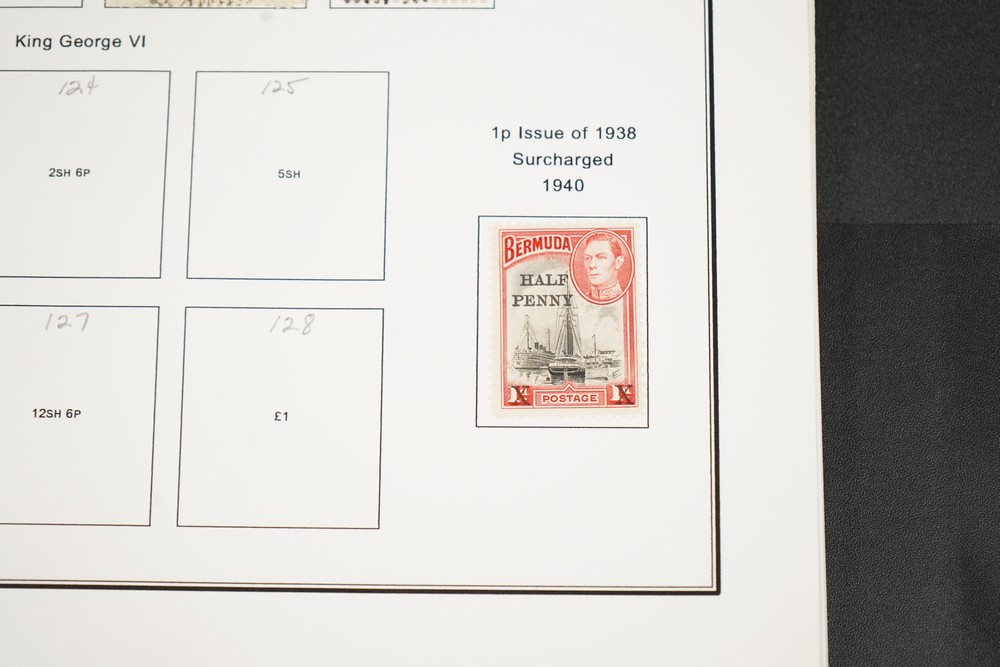 King George VI
124
125
2SH 6P
5SH
1p Issue of 1938
Surcharged
1940
BERMUDA
HALF
PENNY
X POSTAGE X
127
128
12SH 6P
£1